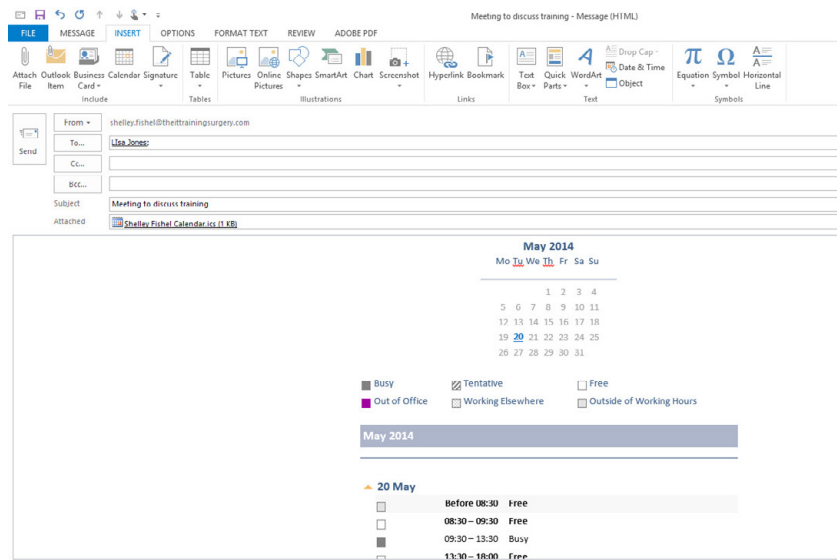 Meeting to discuss training - Message (HTML)
FILE MESSAGE INSERT OPTIONS FORMAT TEXT REVIEW ADOBE PDF
Attach File
Outlook Item
Business Card
Calendar
Signature
Table
Pictures
Online Pictures
Shapes
SmartArt
Chart
Screenshot
Hyperlink
Bookmark
Text Box
Quick Parts
WordArt
Drop Cap
Date & Time
Object
Equation
Symbol
Horizontal Line
Include Tables Illustrations Links Text Symbols
Send
From shelley.fishel@theittrainingsurgery.com
To... LIsa Jones;
Cc...
Bcc...
Subject Meeting to discuss training
Attached Shelley Fishel Calendar.ics (1 KB)
May 2014
Mo Tu We Th Fr Sa Su
1 2 3 4
5 6 7 8 9 10 11
12 13 14 15 16 17 18
19 20 21 22 23 24 25
26 27 28 29 30 31
Busy Tentative Free
Out of Office Working Elsewhere Outside of Working Hours
May 2014
20 May
Before 08:30 Free
08:30 – 09:30 Free
09:30 – 13:30 Busy
13:30 – 18:00 Free